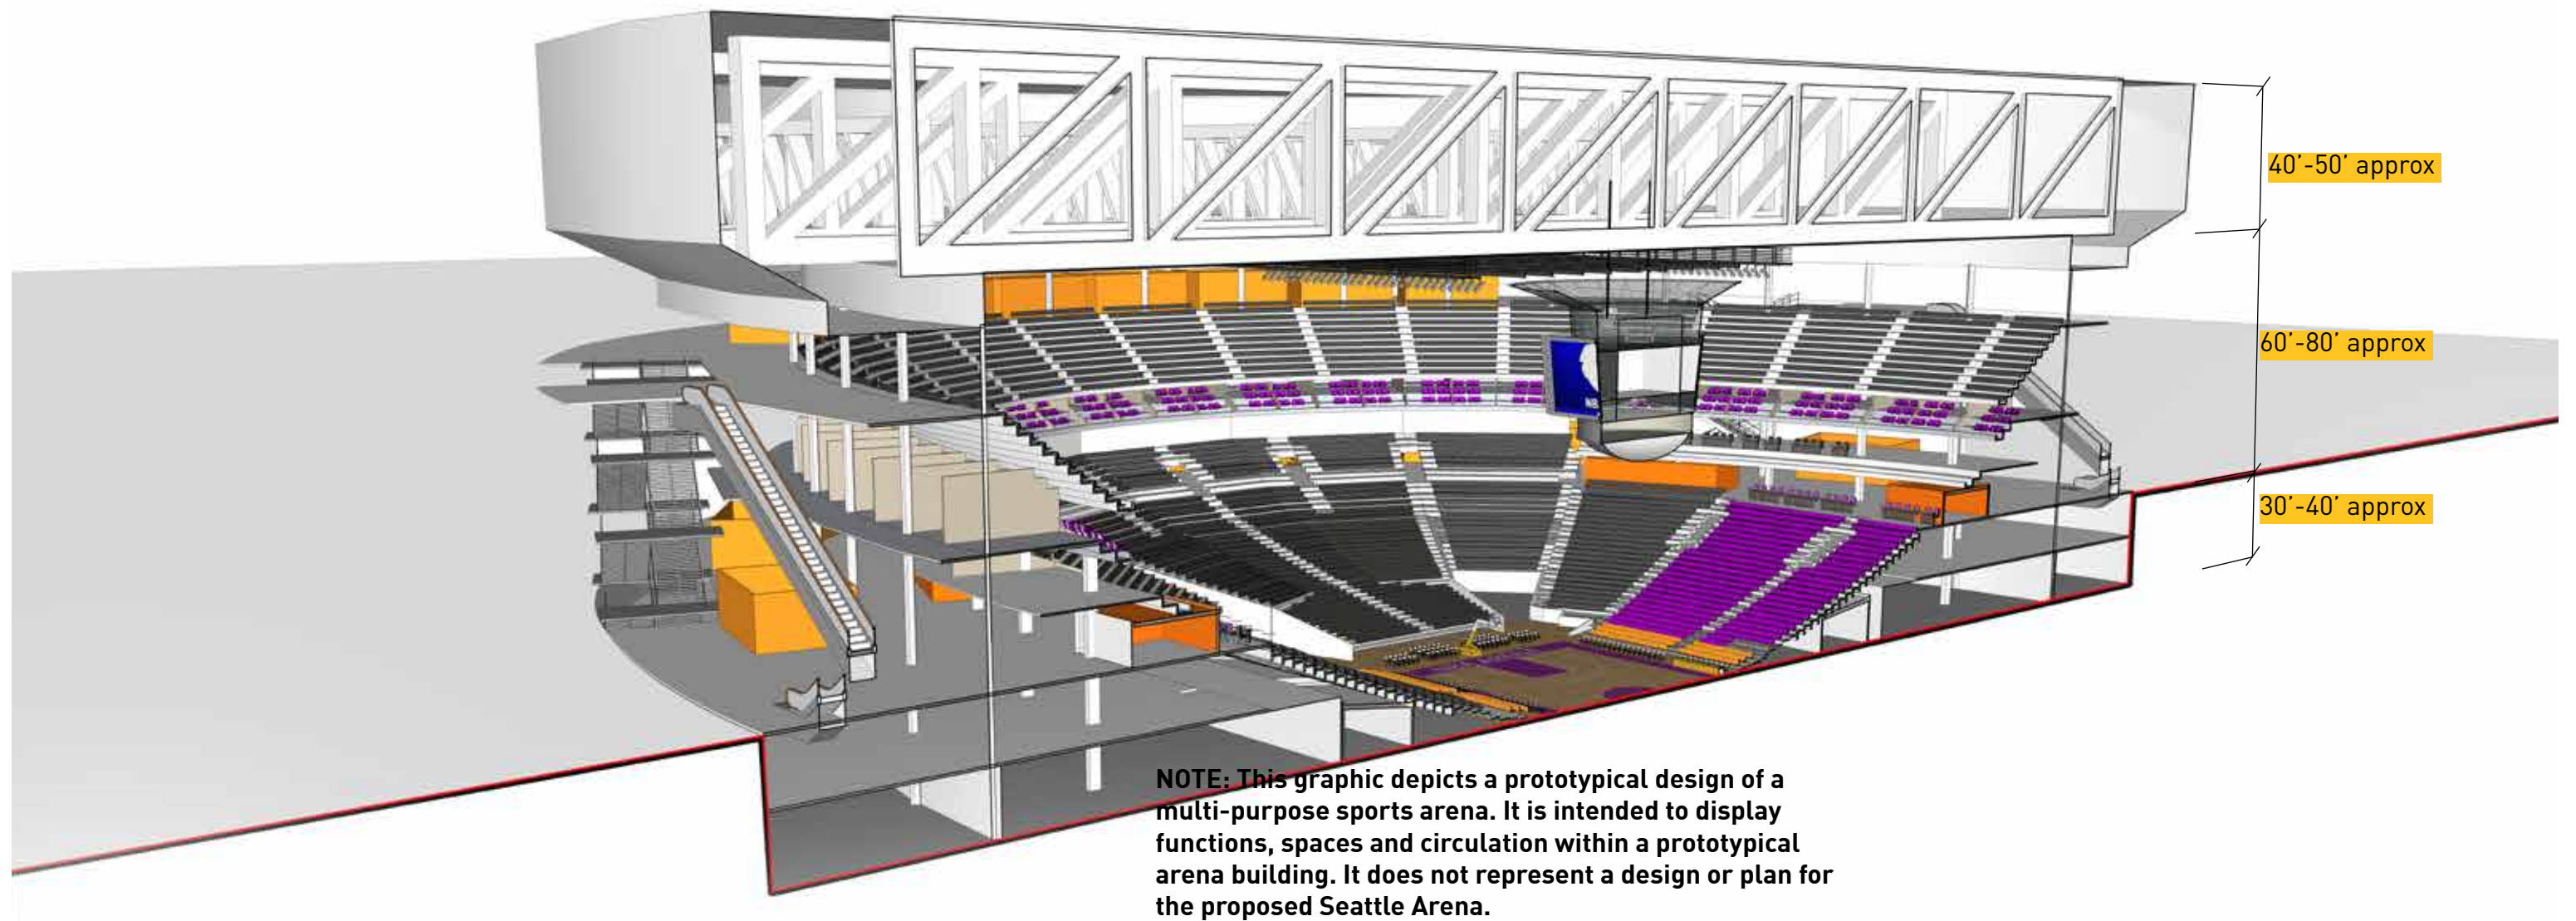 40’-50’ approx
60’-80’ approx
30’-40’ approx
NOTE: This graphic depicts a prototypical design of a
multi-purpose sports arena. It is intended to display
functions, spaces and circulation within a prototypical
arena building. It does not represent a design or plan for
the proposed Seattle Arena.